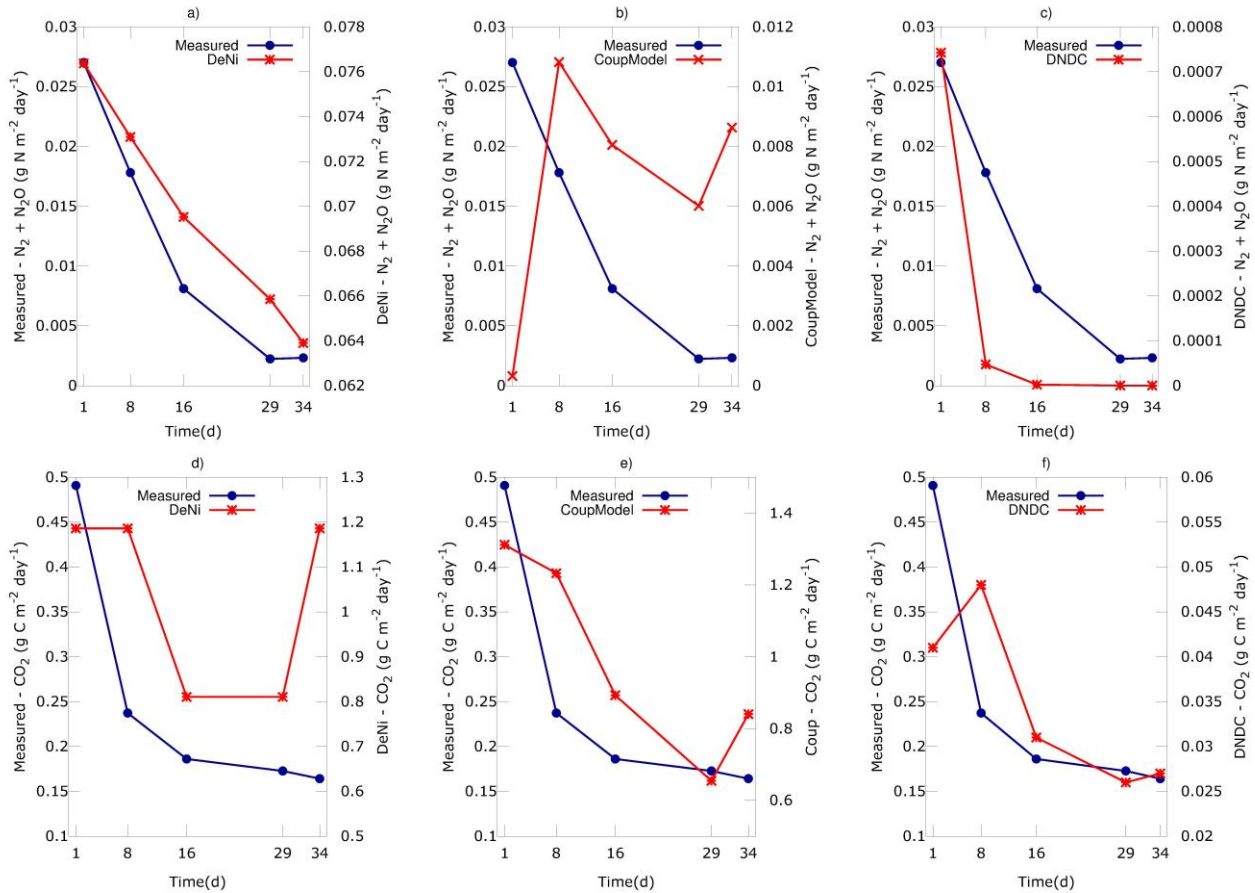 a)
Measured
DeNi
0.03
0.025
0.02
0.015
0.01
0.005
0
0.078
0.076
0.074
0.072
0.07
0.068
0.066
0.064
0.062
Measured - N₂ + N₂O (g N m⁻² day⁻¹)
DeNi - N₂ + N₂O (g N m⁻² day⁻¹)
1 8 16 29 34
Time(d)
b)
Measured
CoupModel
0.03
0.025
0.02
0.015
0.01
0.005
0
0.012
0.01
0.008
0.006
0.004
0.002
0
Measured - N₂ + N₂O (g N m⁻² day⁻¹)
CoupModel - N₂ + N₂O (g N m⁻² day⁻¹)
1 8 16 29 34
Time(d)
c)
Measured
DNDC
0.03
0.025
0.02
0.015
0.01
0.005
0
0.0008
0.0007
0.0006
0.0005
0.0004
0.0003
0.0002
0.0001
0
Measured - N₂ + N₂O (g N m⁻² day⁻¹)
DNDC - N₂ + N₂O (g N m⁻² day⁻¹)
1 8 16 29 34
Time(d)
d)
Measured
DeNi
0.5
0.45
0.4
0.35
0.3
0.25
0.2
0.15
0.1
1.3
1.2
1.1
1
0.9
0.8
0.7
0.6
0.5
Measured - CO₂ (g C m⁻² day⁻¹)
DeNi - CO₂ (g C m⁻² day⁻¹)
1 8 16 29 34
Time(d)
e)
Measured
CoupModel
0.5
0.45
0.4
0.35
0.3
0.25
0.2
0.15
0.1
1.4
1.2
1
0.8
0.6
Measured - CO₂ (g C m⁻² day⁻¹)
Coup - CO₂ (g C m⁻² day⁻¹)
1 8 16 29 34
Time(d)
f)
Measured
DNDC
0.5
0.45
0.4
0.35
0.3
0.25
0.2
0.15
0.1
0.06
0.055
0.05
0.045
0.04
0.035
0.03
0.025
0.02
Measured - CO₂ (g C m⁻² day⁻¹)
DNDC - CO₂ (g C m⁻² day⁻¹)
1 8 16 29 34
Time(d)